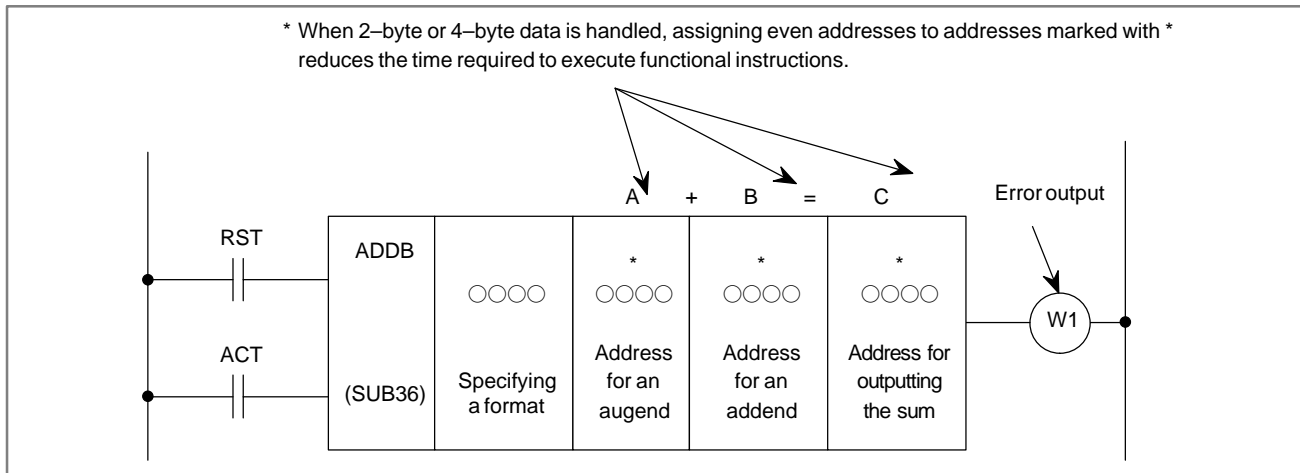 * When 2–byte or 4–byte data is handled, assigning even addresses to addresses marked with *
reduces the time required to execute functional instructions.
A + B = C
Error output
RST
ADDB
* * *
○○○○ ○○○○ ○○○○ ○○○○
W1
ACT
(SUB36)
Specifying
a format
Address
for an
augend
Address
for an
addend
Address for
outputting
the sum